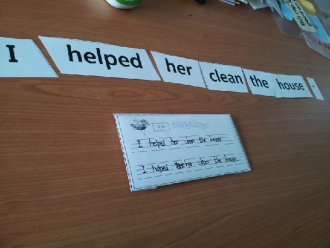 I helped her clean the house .
I helped her clean the house
I helped clean the house